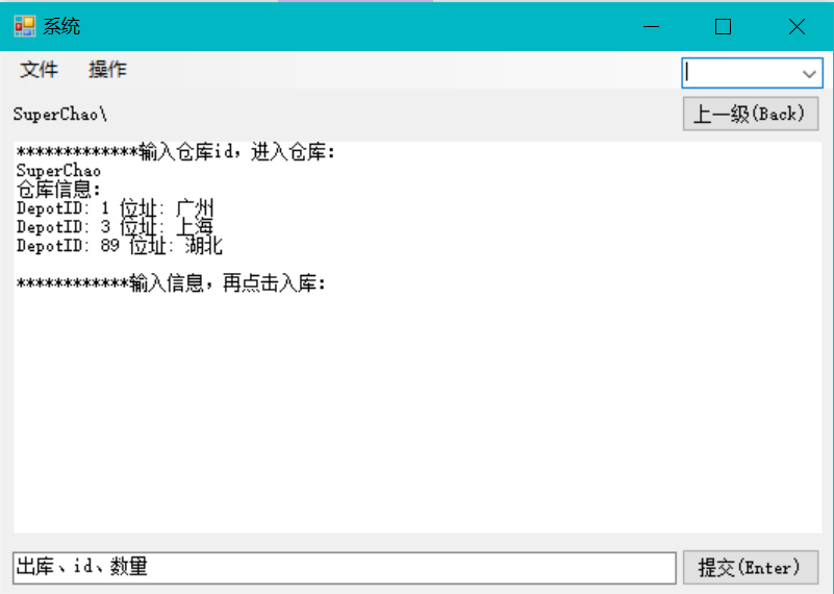 系统
文件 操作
SuperChao\
上一级(Back)
*************输入仓库id，进入仓库：
SuperChao
仓库信息：
DepotID: 1 位址: 广州
DepotID: 3 位址: 上海
DepotID: 89 位址: 湖北
************输入信息，再点击入库：
出库、id、数量
提交(Enter)